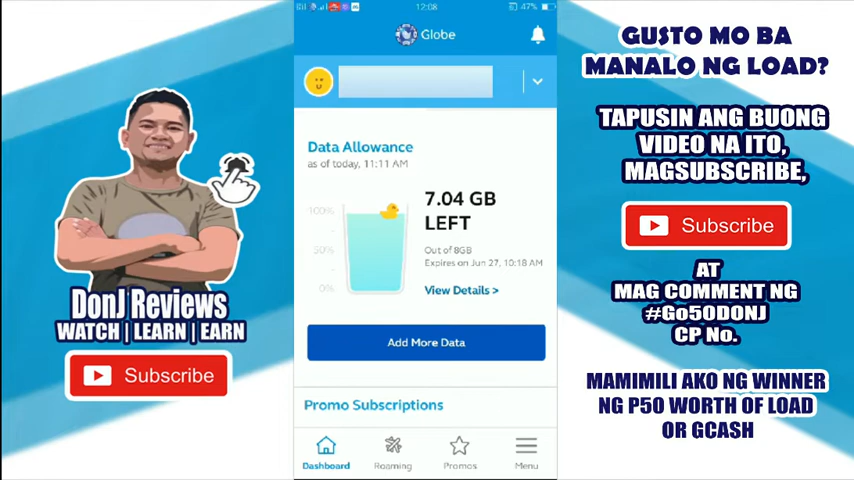 DonJ Reviews
WATCH | LEARN | EARN
Subscribe
12:08
47%
Globe
Data Allowance
as of today, 11:11 AM
100%
50%
0%
7.04 GB
LEFT
Out of 8GB
Expires on Jun 27, 10:18 AM
View Details >
Add More Data
Promo Subscriptions
Dashboard
Roaming
Promos
Menu
GUSTO MO BA
MANALO NG LOAD?
TAPUSIN ANG BUONG
VIDEO NA ITO,
MAGSUBSCRIBE,
Subscribe
AT
MAG COMMENT NG
#Go50DONJ
CP No.
MAMIMILI AKO NG WINNER
NG P50 WORTH OF LOAD
OR GCASH